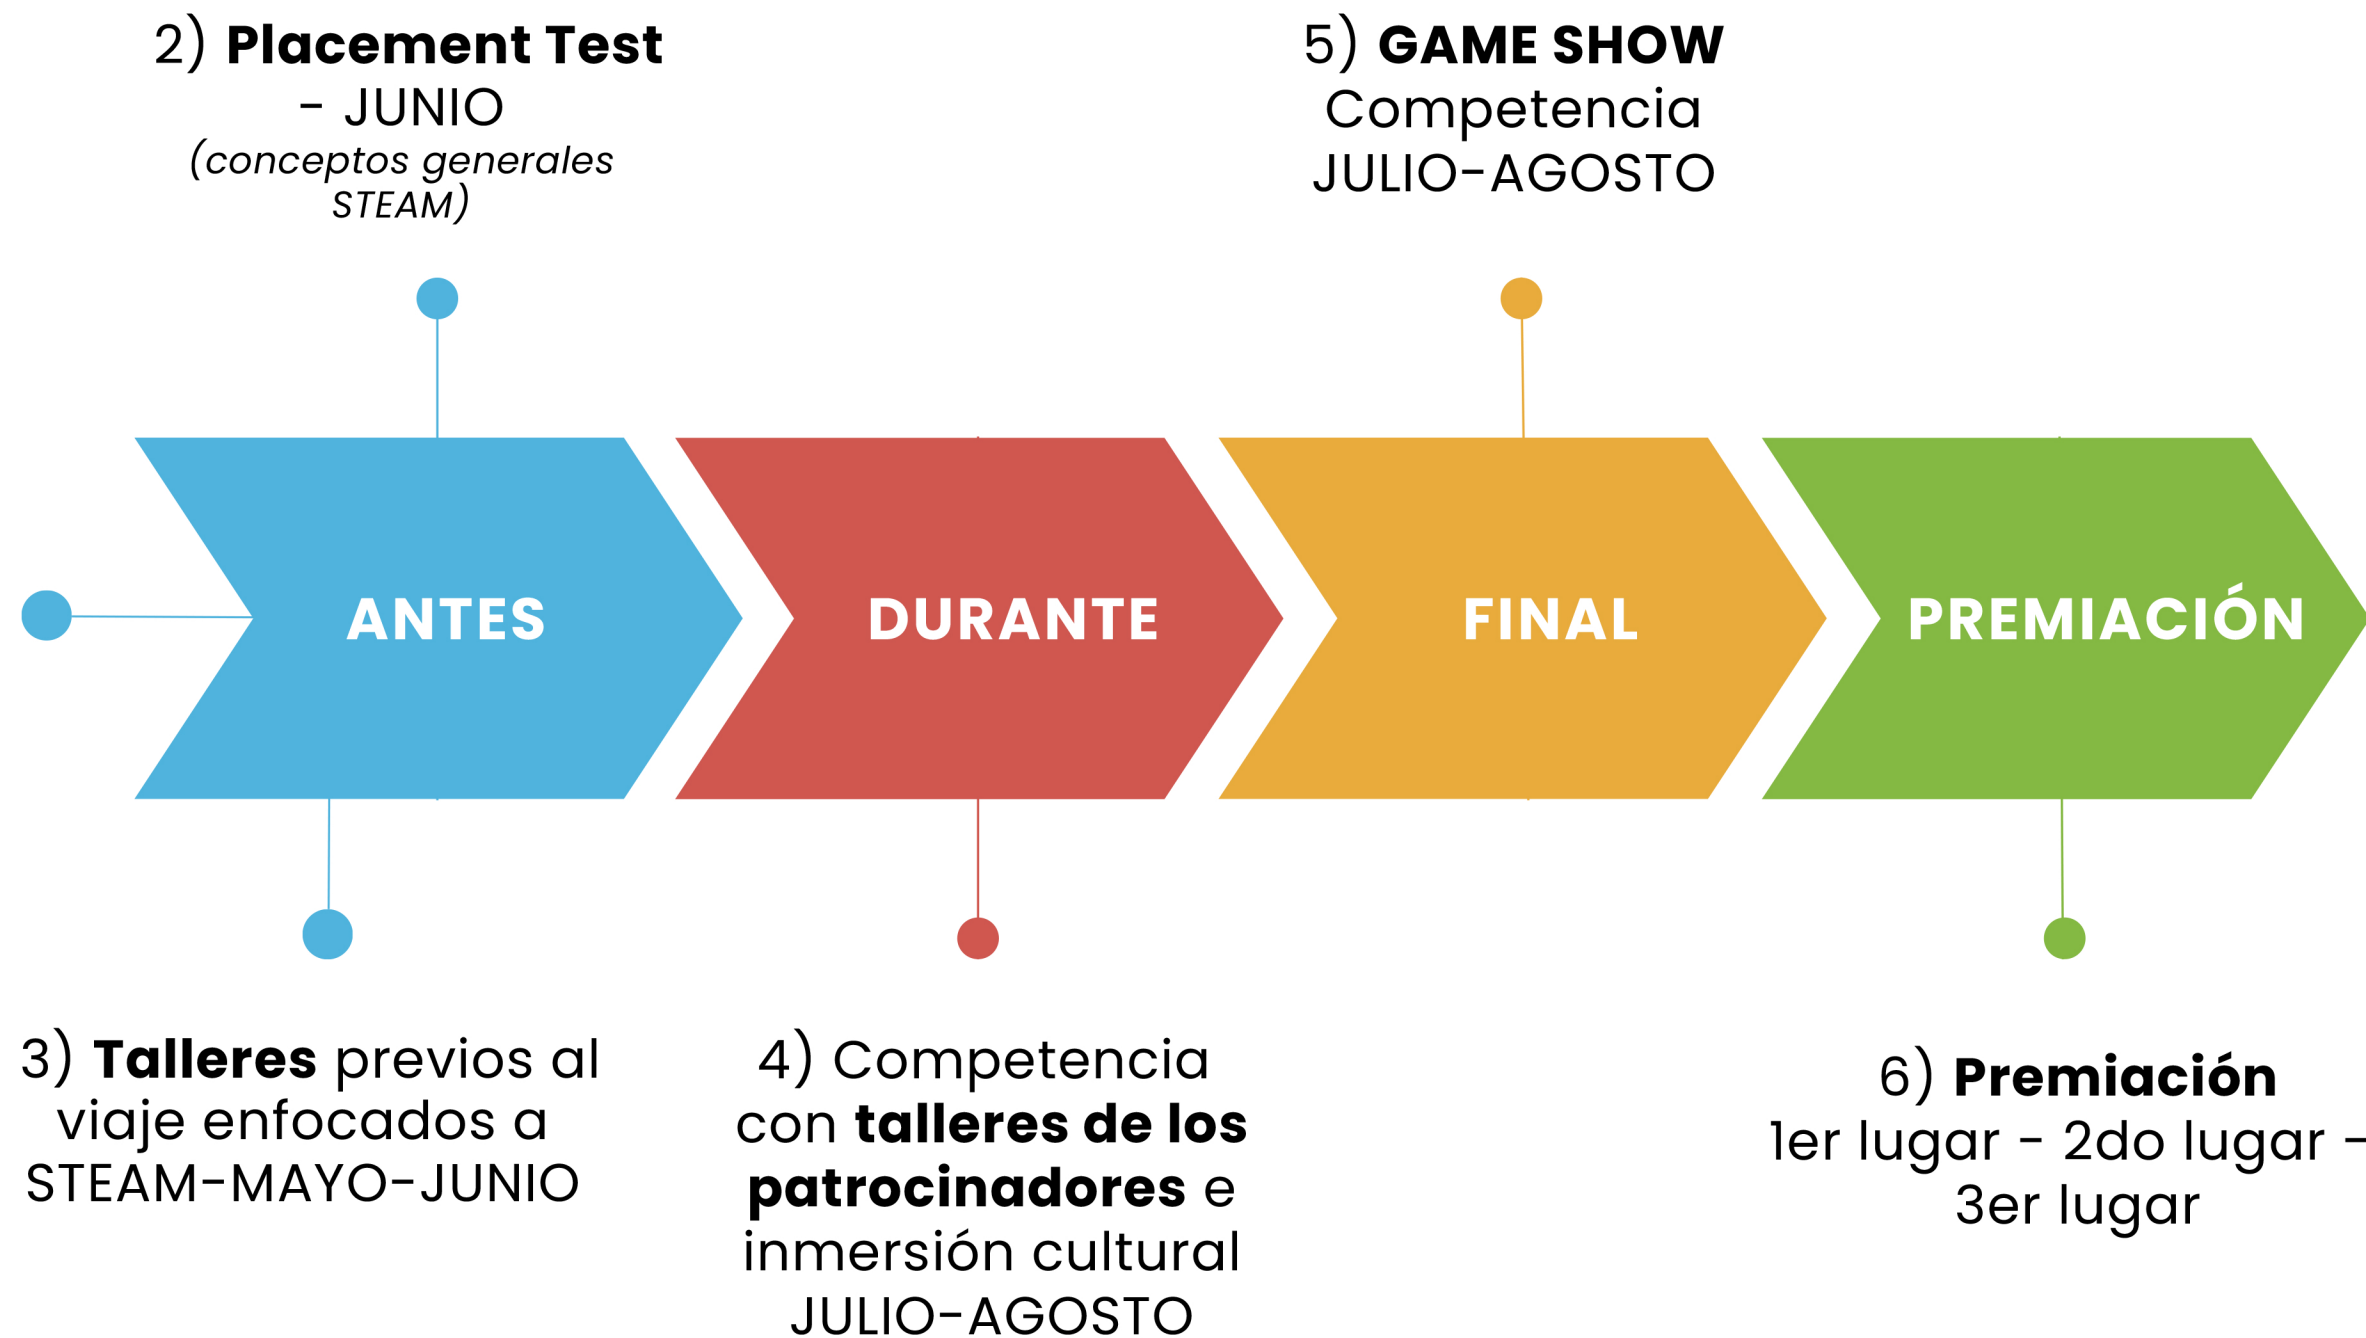 2) Placement Test
- JUNIO
(conceptos generales
STEAM)
5) GAME SHOW
Competencia
JULIO-AGOSTO
ANTES
DURANTE
FINAL
PREMIACIÓN
3) Talleres previos al
viaje enfocados a
STEAM-MAYO-JUNIO
4) Competencia
con talleres de los
patrocinadores e
inmersión cultural
JULIO-AGOSTO
6) Premiación
1er lugar - 2do lugar -
3er lugar